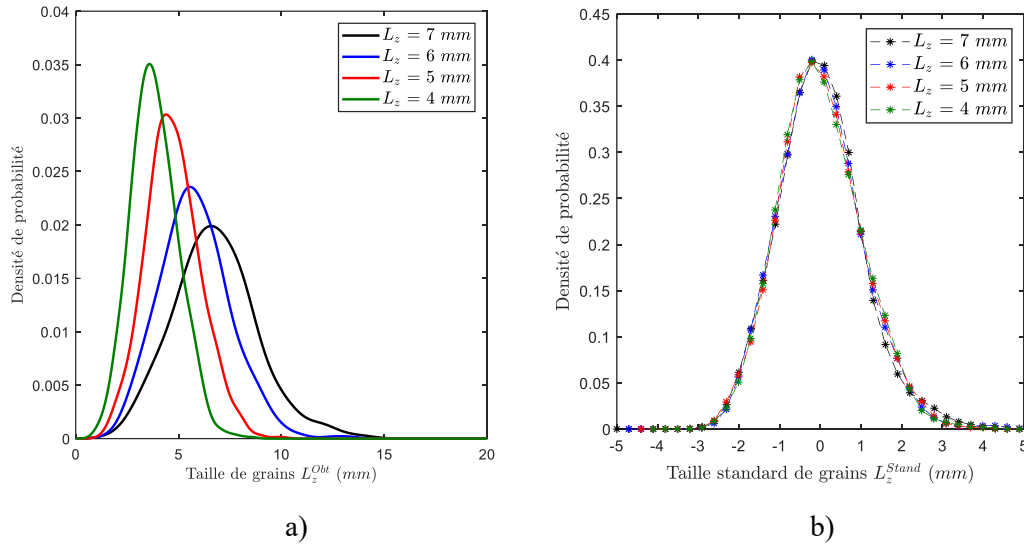 0.04
0.035
0.03
0.025
0.02
0.015
0.01
0.005
0
Densité de probabilité
0 5 10 15 20
Taille de grains L_z^{Obt} (mm)
L_z = 7 mm
L_z = 6 mm
L_z = 5 mm
L_z = 4 mm
a)
0.45
0.4
0.35
0.3
0.25
0.2
0.15
0.1
0.05
0
Densité de probabilité
-5 -4 -3 -2 -1 0 1 2 3 4 5
Taille standard de grains L_z^{Stand} (mm)
L_z = 7 mm
L_z = 6 mm
L_z = 5 mm
L_z = 4 mm
b)